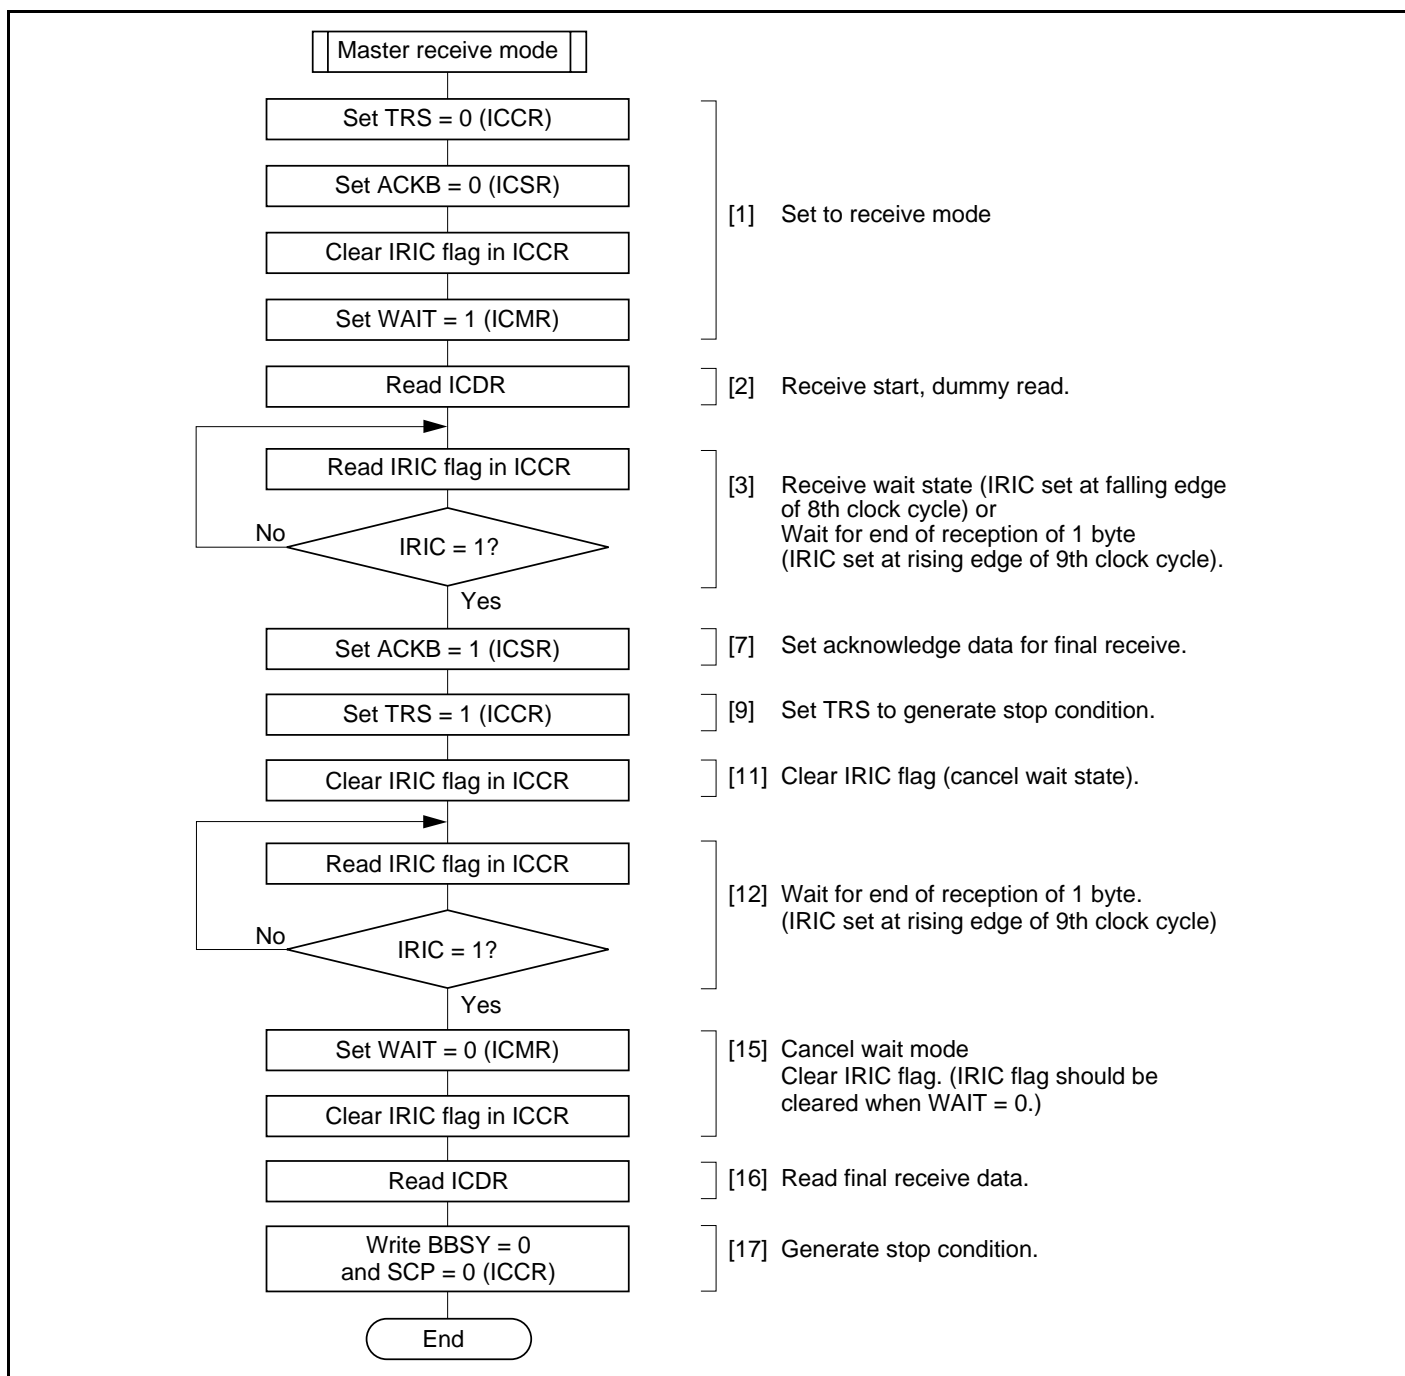 Master receive mode
Set TRS = 0 (ICCR)
Set ACKB = 0 (ICSR)
[1] Set to receive mode
Clear IRIC flag in ICCR
Set WAIT = 1 (ICMR)
Read ICDR
[2] Receive start, dummy read.
Read IRIC flag in ICCR
[3] Receive wait state (IRIC set at falling edge
of 8th clock cycle) or
Wait for end of reception of 1 byte
(IRIC set at rising edge of 9th clock cycle).
No
IRIC = 1?
Yes
Set ACKB = 1 (ICSR)
[7] Set acknowledge data for final receive.
Set TRS = 1 (ICCR)
[9] Set TRS to generate stop condition.
Clear IRIC flag in ICCR
[11] Clear IRIC flag (cancel wait state).
Read IRIC flag in ICCR
[12] Wait for end of reception of 1 byte.
(IRIC set at rising edge of 9th clock cycle)
No
IRIC = 1?
Yes
Set WAIT = 0 (ICMR)
[15] Cancel wait mode
Clear IRIC flag. (IRIC flag should be
cleared when WAIT = 0.)
Clear IRIC flag in ICCR
Read ICDR
[16] Read final receive data.
Write BBSY = 0
and SCP = 0 (ICCR)
[17] Generate stop condition.
End